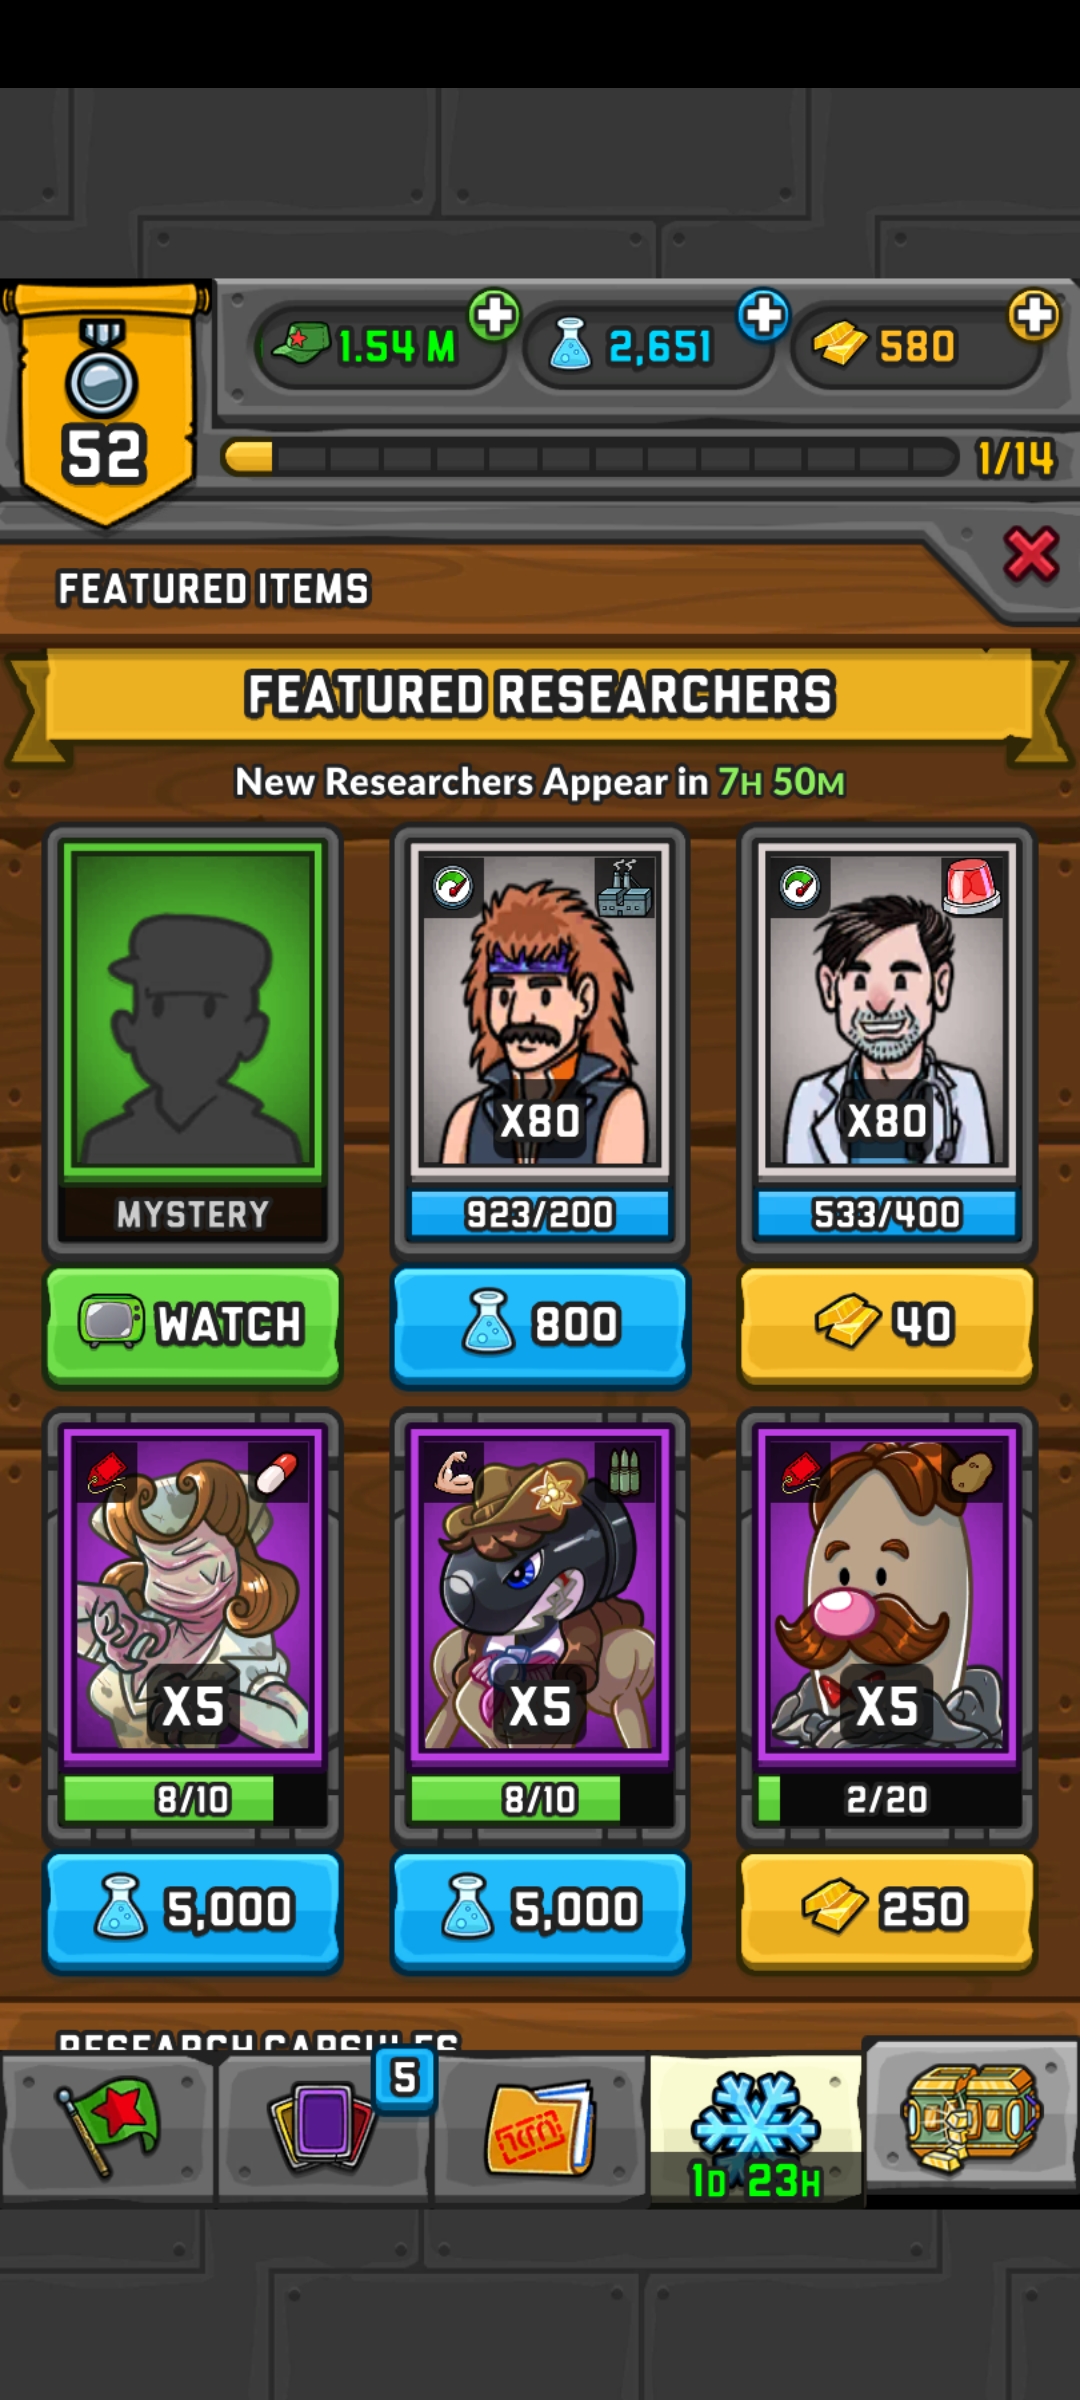 1.54 M
2,651
580
52
1/14
FEATURED ITEMS
FEATURED RESEARCHERS
New Researchers Appear in 7H 50M
X80
X80
MYSTERY
923/200
533/400
WATCH
800
40
X5
X5
X5
8/10
8/10
2/20
5,000
5,000
250
RESEARCH CAPSULES
5
1D 23H